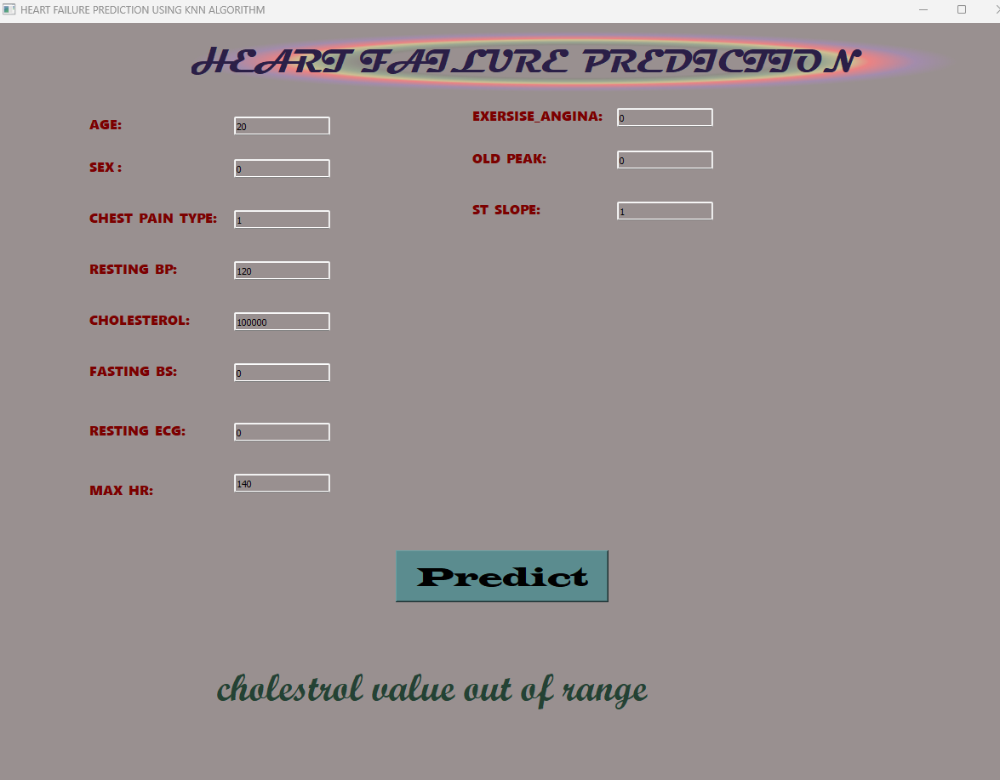 HEART FAILURE PREDICTION USING KNN ALGORITHM
HEART FAILURE PREDICTION
AGE: 20
SEX : 0
CHEST PAIN TYPE: 1
RESTING BP: 120
CHOLESTEROL: 100000
FASTING BS: 0
RESTING ECG: 0
MAX HR: 140
EXERSISE_ANGINA: 0
OLD PEAK: 0
ST SLOPE: 1
Predict
cholestrol value out of range